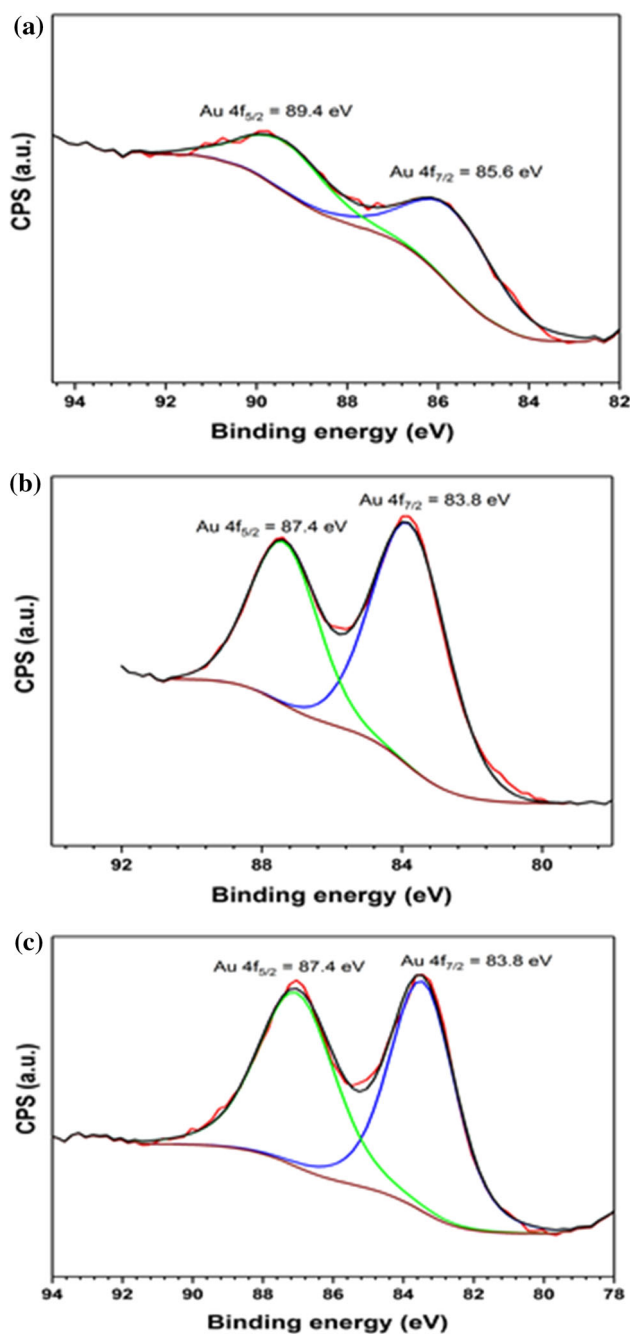 (a)
Au 4f5/2 = 89.4 eV
Au 4f7/2 = 85.6 eV
CPS (a.u.)
94 92 90 88 86 84 82
Binding energy (eV)
(b)
Au 4f5/2 = 87.4 eV
Au 4f7/2 = 83.8 eV
CPS (a.u.)
92 88 84 80
Binding energy (eV)
(c)
Au 4f5/2 = 87.4 eV
Au 4f7/2 = 83.8 eV
CPS (a.u.)
94 92 90 88 86 84 82 80 78
Binding energy (eV)